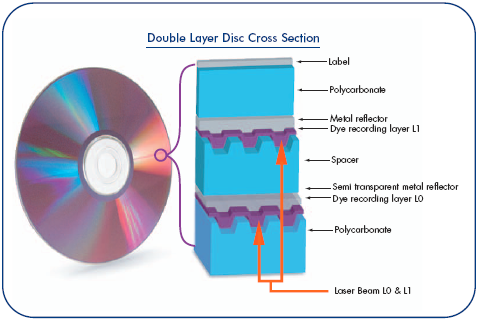 Double Layer Disc Cross Section
Label
Polycarbonate
Metal reflector
Dye recording layer L1
Spacer
Semi transparent metal reflector
Dye recording layer L0
Polycarbonate
Laser Beam L0 & L1